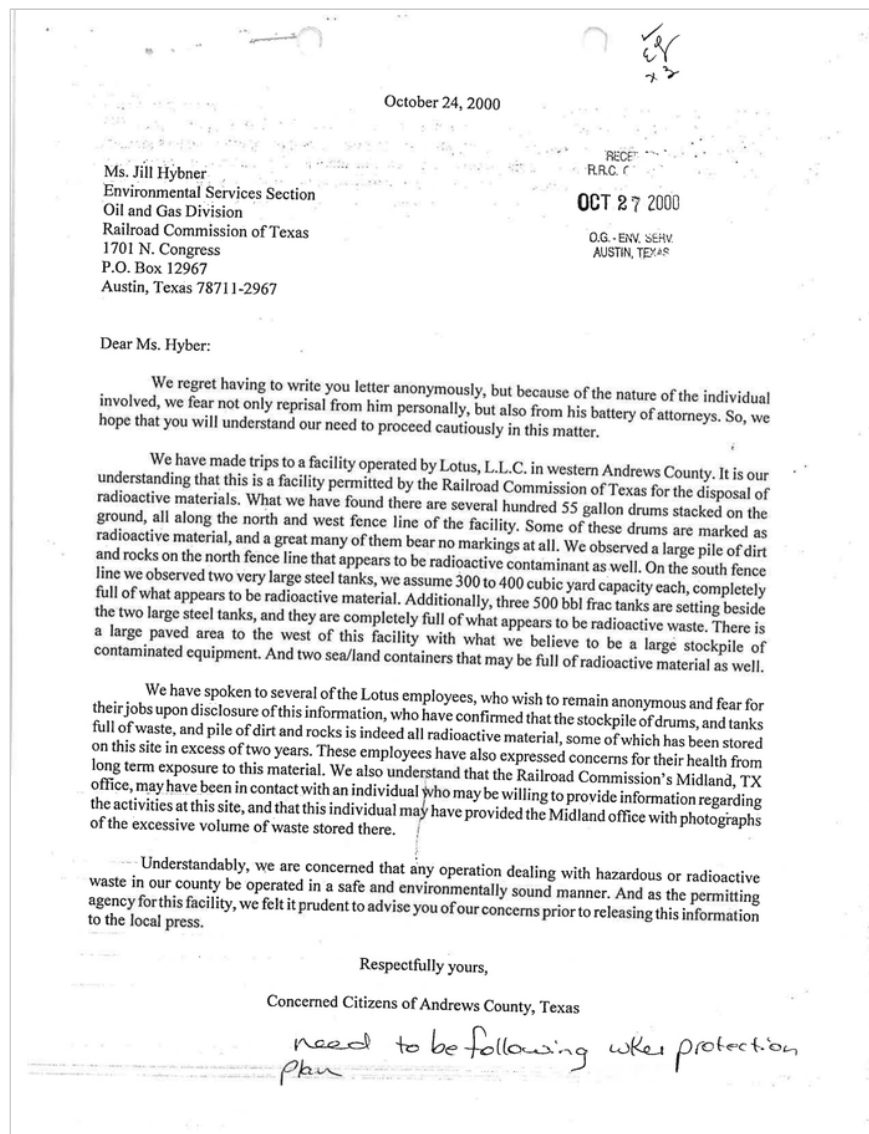 October 24, 2000
Ms. Jill Hybner
Environmental Services Section
Oil and Gas Division
Railroad Commission of Texas
1701 N. Congress
P.O. Box 12967
Austin, Texas 78711-2967
R.R.C.
OCT 27 2000
O.G. - ENV. SERV.
AUSTIN, TEXAS
Dear Ms. Hyber:
We regret having to write you letter anonymously, but because of the nature of the individual
involved, we fear not only reprisal from him personally, but also from his battery of attorneys. So, we
hope that you will understand our need to proceed cautiously in this matter.
We have made trips to a facility operated by Lotus, L.L.C. in western Andrews County. It is our
understanding that this is a facility permitted by the Railroad Commission of Texas for the disposal of
radioactive materials. What we have found there are several hundred 55 gallon drums stacked on the
ground, all along the north and west fence line of the facility. Some of these drums are marked as
radioactive material, and a great many of them bear no markings at all. We observed a large pile of dirt
and rocks on the north fence line that appears to be radioactive contaminant as well. On the south fence
line we observed two very large steel tanks, we assume 300 to 400 cubic yard capacity each, completely
full of what appears to be radioactive material. Additionally, three 500 bbl frac tanks are setting beside
the two large steel tanks, and they are completely full of what appears to be radioactive waste. There is
a large paved area to the west of this facility with what we believe to be a large stockpile of
contaminated equipment. And two sea/land containers that may be full of radioactive material as well.
We have spoken to several of the Lotus employees, who wish to remain anonymous and fear for
their jobs upon disclosure of this information, who have confirmed that the stockpile of drums, and tanks
full of waste, and pile of dirt and rocks is indeed all radioactive material, some of which has been stored
on this site in excess of two years. These employees have also expressed concerns for their health from
long term exposure to this material. We also understand that the Railroad Commission's Midland, TX
office, may have been in contact with an individual who may be willing to provide information regarding
the activities at this site, and that this individual may have provided the Midland office with photographs
of the excessive volume of waste stored there.
Understandably, we are concerned that any operation dealing with hazardous or radioactive
waste in our county be operated in a safe and environmentally sound manner. And as the permitting
agency for this facility, we felt it prudent to advise you of our concerns prior to releasing this information
to the local press.
Respectfully yours,
Concerned Citizens of Andrews County, Texas
need to be following wker protection
plan